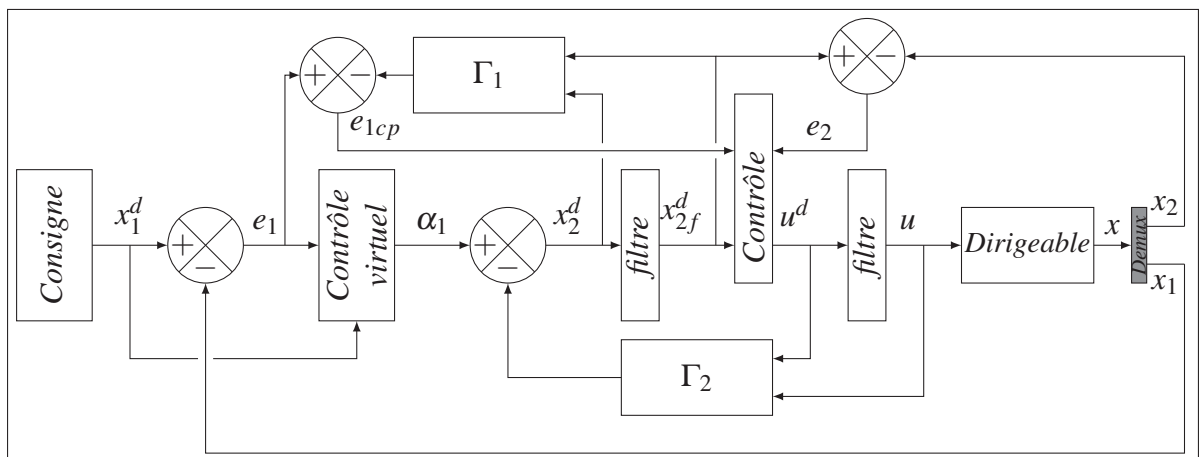 Γ₁
+
−
+
−
e₁cp
e₂
Consigne
x₁ᵈ
+
−
e₁
Contrôle
virtuel
α₁
+
−
x₂ᵈ
filtre
x₂fᵈ
Contrôle
uᵈ
filtre
u
Dirigeable
x
Demux
x₂
x₁
Γ₂